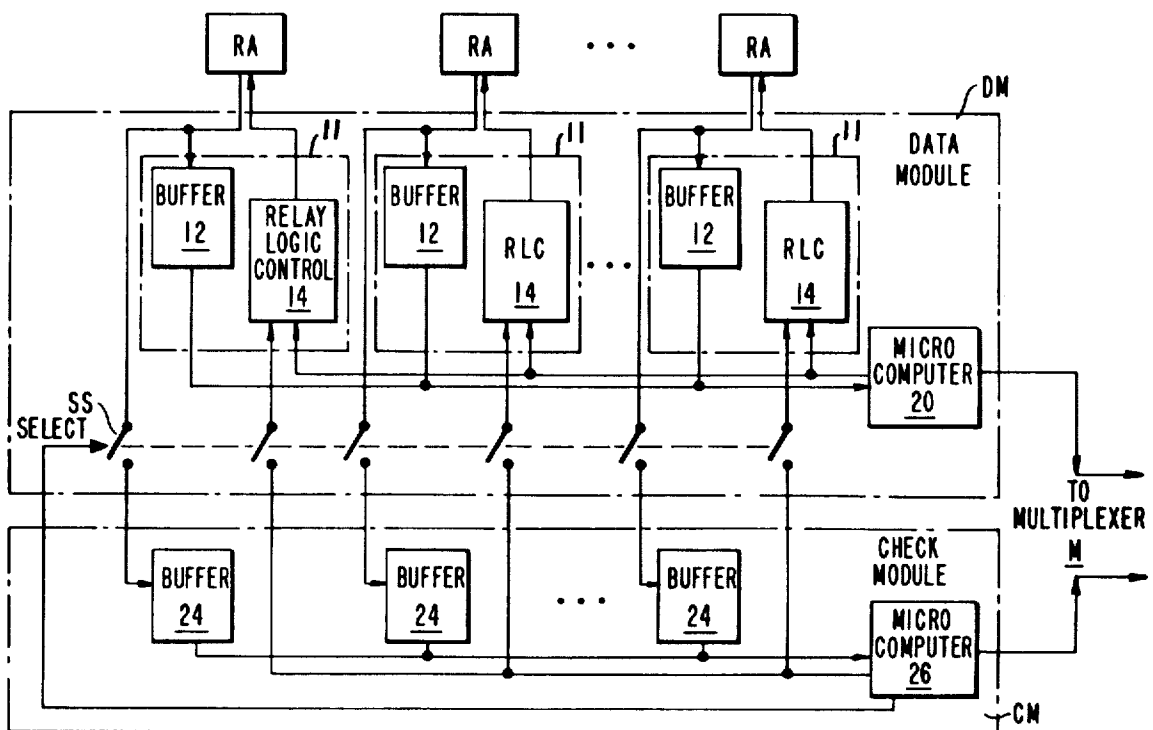 RA
RA
RA
DM
DATA
MODULE
11
11
11
BUFFER
12
RELAY
LOGIC
CONTROL
14
BUFFER
12
RLC
14
BUFFER
12
RLC
14
MICRO
COMPUTER
20
SS
SELECT
TO
MULTIPLEXER
M
CHECK
MODULE
BUFFER
24
BUFFER
24
BUFFER
24
MICRO
COMPUTER
26
CM